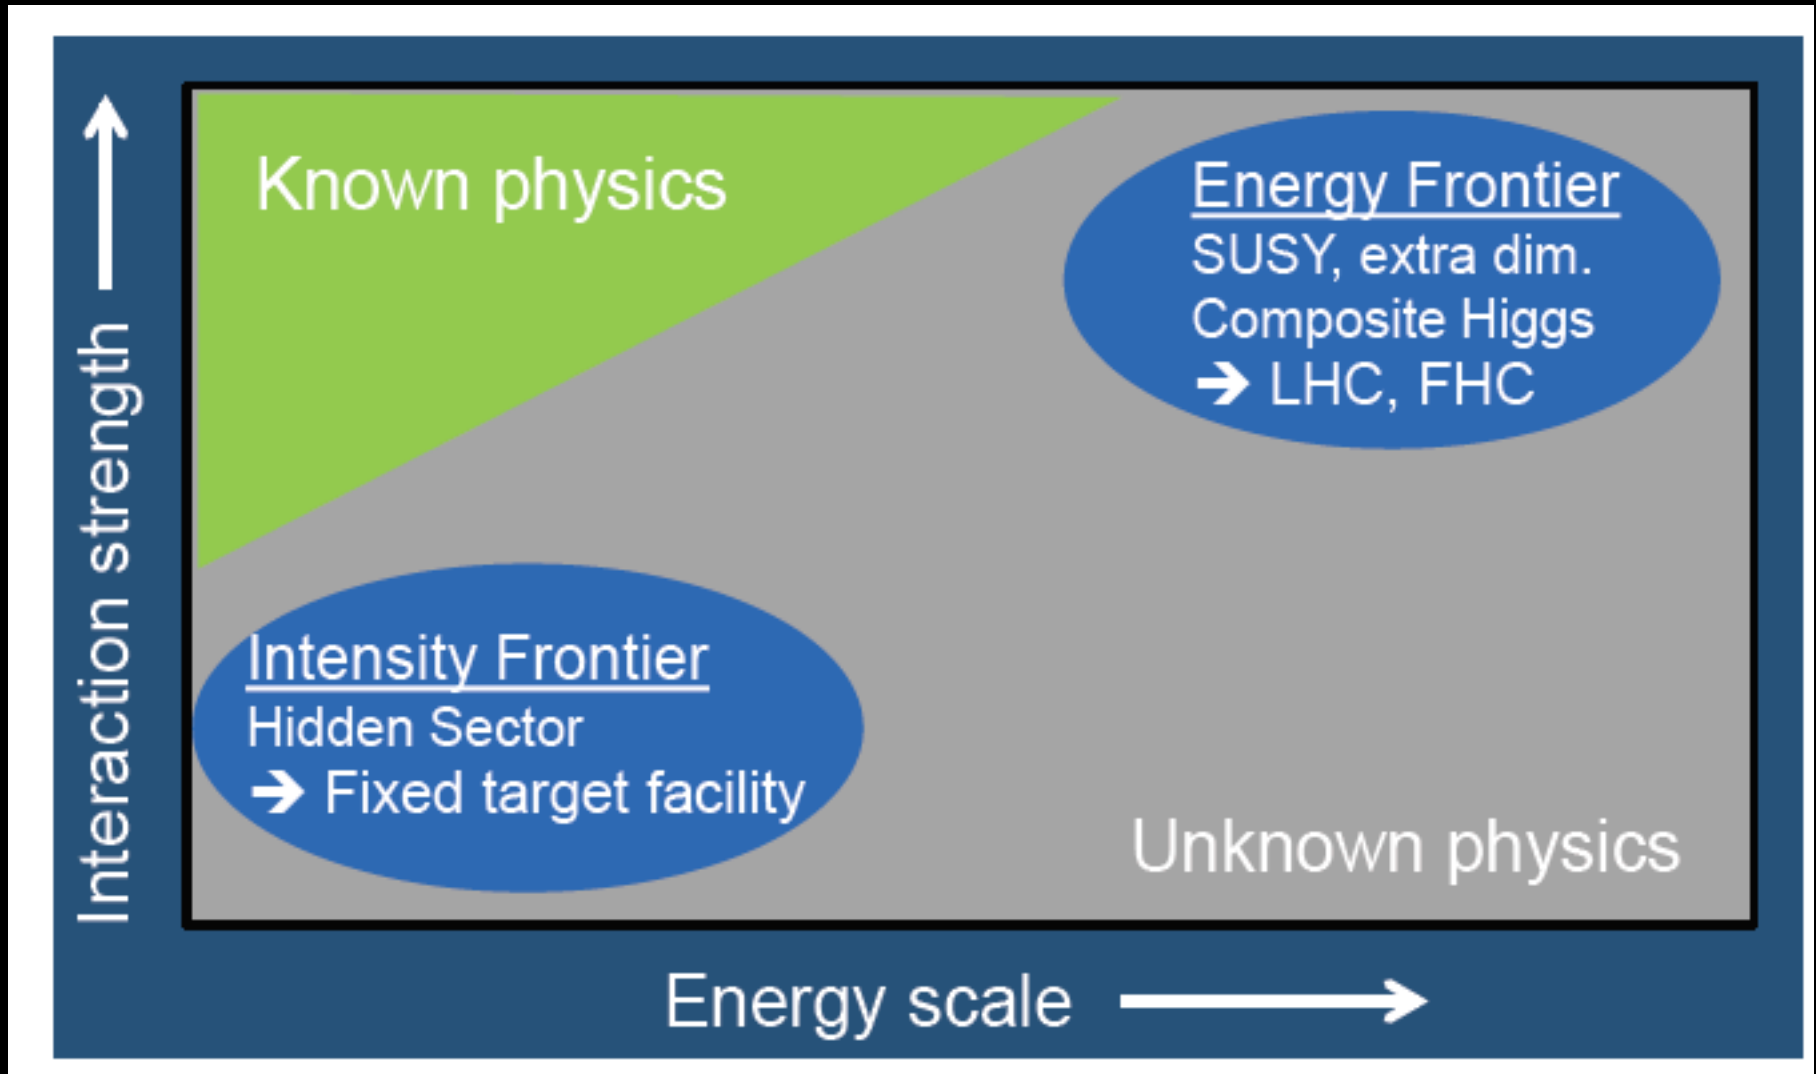 Known physics
Energy Frontier
SUSY, extra dim.
Composite Higgs
➔ LHC, FHC
Interaction strength
Intensity Frontier
Hidden Sector
➔ Fixed target facility
Unknown physics
Energy scale